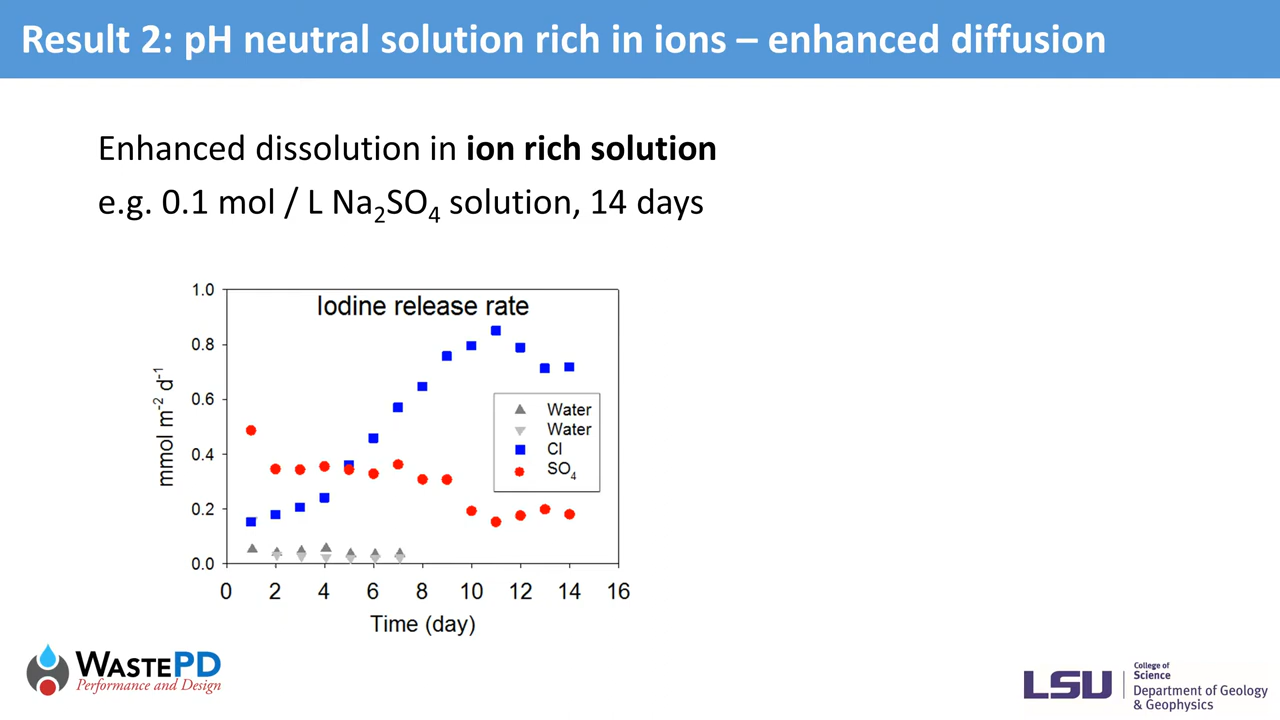 Result 2: pH neutral solution rich in ions – enhanced diffusion
Enhanced dissolution in ion rich solution
e.g. 0.1 mol / L Na₂SO₄ solution, 14 days
Iodine release rate
mmol m⁻² d⁻¹
1.0
0.8
0.6
0.4
0.2
0.0
Water
Water
Cl
SO₄
0 2 4 6 8 10 12 14 16
Time (day)
WASTEPD
Performance and Design
LSU
College of
Science
Department of Geology
& Geophysics